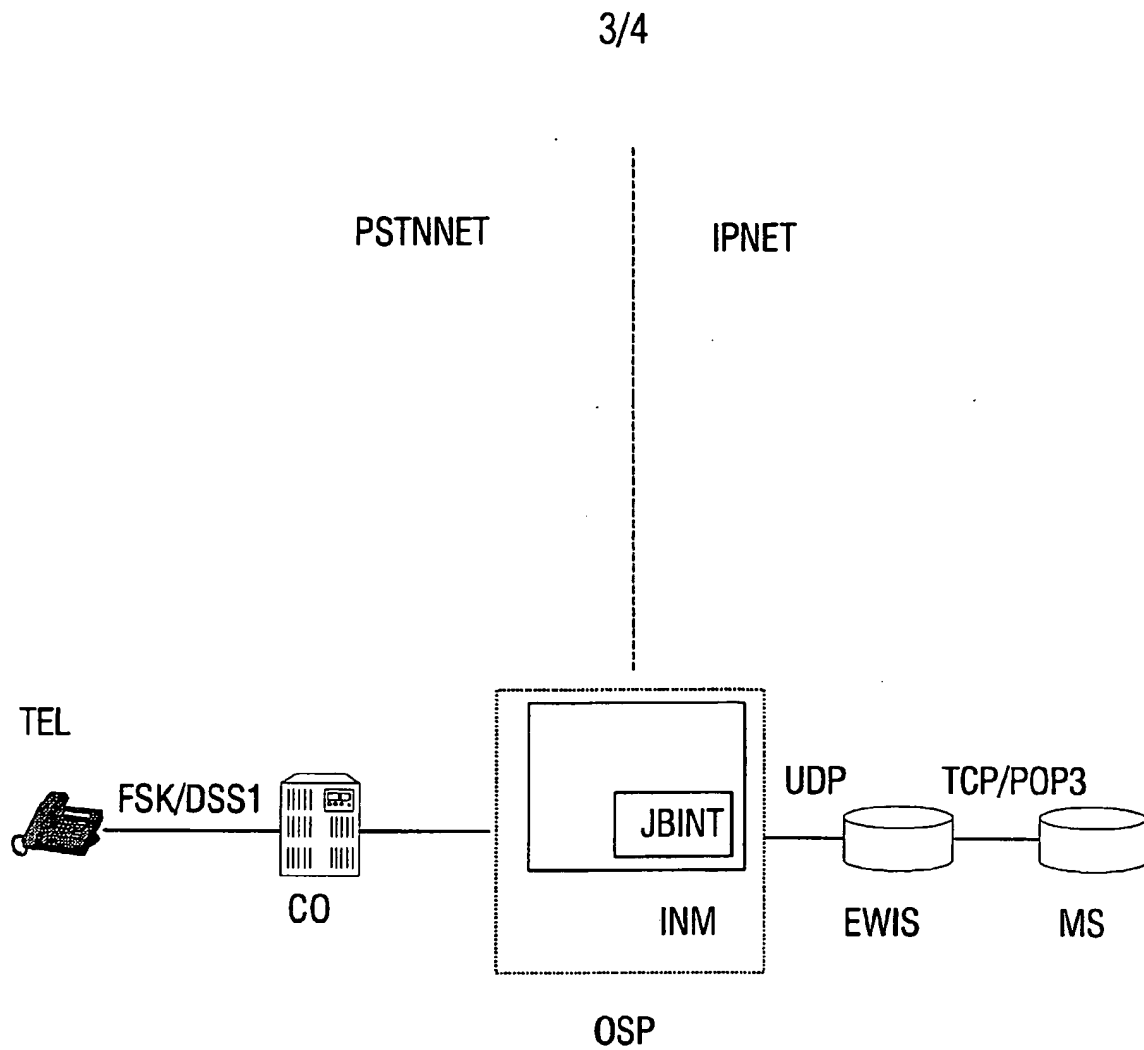 3/4
PSTNNET
IPNET
TEL
FSK/DSS1
CO
JBINT
INM
OSP
UDP
EWIS
TCP/POP3
MS